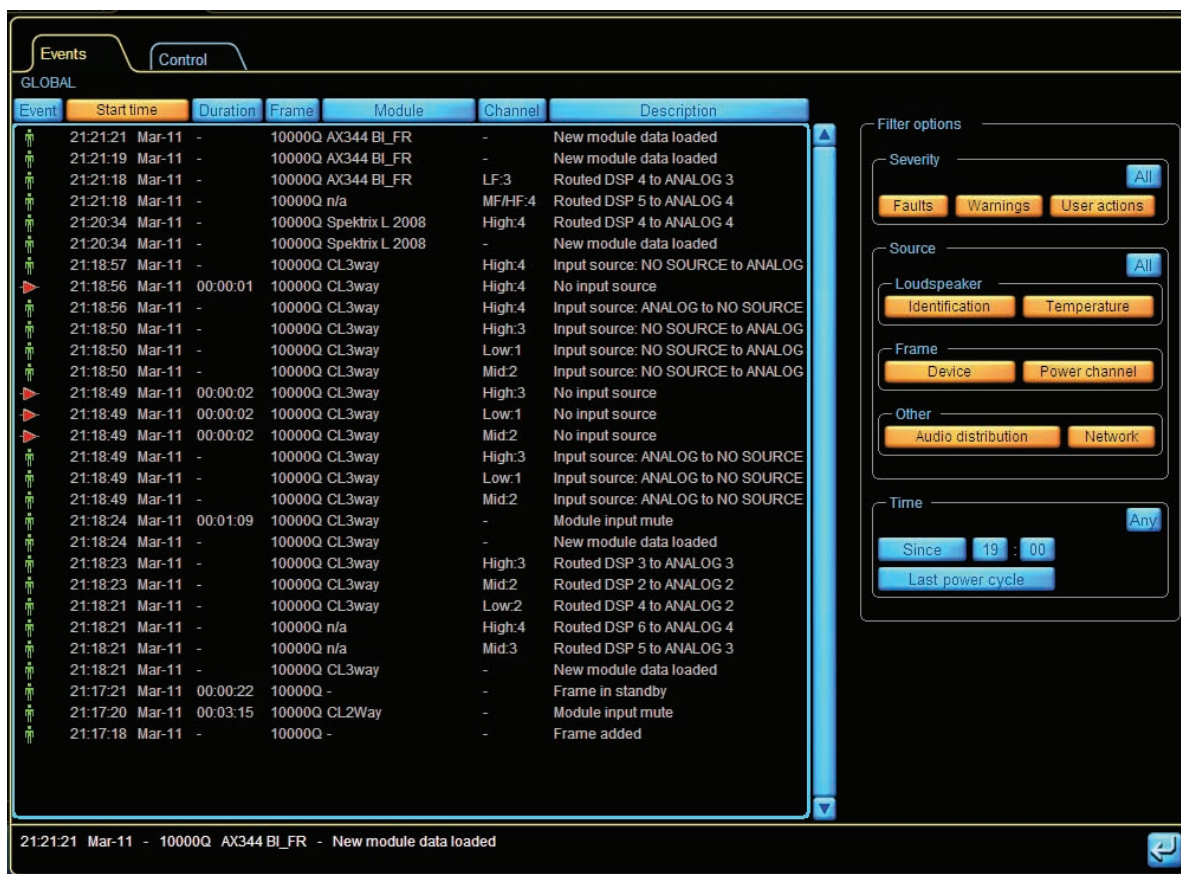 Events Control
GLOBAL
Event Start time Duration Frame Module Channel Description
21:21:21 Mar-11 - 10000Q AX344 BI_FR - New module data loaded
21:21:19 Mar-11 - 10000Q AX344 BI_FR - New module data loaded
21:21:18 Mar-11 - 10000Q AX344 BI_FR LF:3 Routed DSP 4 to ANALOG 3
21:21:18 Mar-11 - 10000Q n/a MF/HF:4 Routed DSP 5 to ANALOG 4
21:20:34 Mar-11 - 10000Q Spektrix L 2008 High:4 Routed DSP 4 to ANALOG 4
21:20:34 Mar-11 - 10000Q Spektrix L 2008 - New module data loaded
21:18:57 Mar-11 - 10000Q CL3way High:4 Input source: NO SOURCE to ANALOG
21:18:56 Mar-11 00:00:01 10000Q CL3way High:4 No input source
21:18:56 Mar-11 - 10000Q CL3way High:4 Input source: ANALOG to NO SOURCE
21:18:50 Mar-11 - 10000Q CL3way High:3 Input source: NO SOURCE to ANALOG
21:18:50 Mar-11 - 10000Q CL3way Low:1 Input source: NO SOURCE to ANALOG
21:18:50 Mar-11 - 10000Q CL3way Mid:2 Input source: NO SOURCE to ANALOG
21:18:49 Mar-11 00:00:02 10000Q CL3way High:3 No input source
21:18:49 Mar-11 00:00:02 10000Q CL3way Low:1 No input source
21:18:49 Mar-11 00:00:02 10000Q CL3way Mid:2 No input source
21:18:49 Mar-11 - 10000Q CL3way High:3 Input source: ANALOG to NO SOURCE
21:18:49 Mar-11 - 10000Q CL3way Low:1 Input source: ANALOG to NO SOURCE
21:18:49 Mar-11 - 10000Q CL3way Mid:2 Input source: ANALOG to NO SOURCE
21:18:24 Mar-11 00:01:09 10000Q CL3way - Module input mute
21:18:24 Mar-11 - 10000Q CL3way - New module data loaded
21:18:23 Mar-11 - 10000Q CL3way High:3 Routed DSP 3 to ANALOG 3
21:18:23 Mar-11 - 10000Q CL3way Mid:2 Routed DSP 2 to ANALOG 2
21:18:21 Mar-11 - 10000Q CL3way Low:2 Routed DSP 4 to ANALOG 2
21:18:21 Mar-11 - 10000Q n/a High:4 Routed DSP 6 to ANALOG 4
21:18:21 Mar-11 - 10000Q n/a Mid:3 Routed DSP 5 to ANALOG 3
21:18:21 Mar-11 - 10000Q CL3way - New module data loaded
21:17:21 Mar-11 00:00:22 10000Q - - Frame in standby
21:17:20 Mar-11 00:03:15 10000Q CL2Way - Module input mute
21:17:18 Mar-11 - 10000Q - - Frame added
Filter options
Severity
All
Faults Warnings User actions
Source
All
Loudspeaker
Identification Temperature
Frame
Device Power channel
Other
Audio distribution Network
Time
Any
Since 19 : 00
Last power cycle
21:21:21 Mar-11 - 10000Q AX344 BI_FR - New module data loaded